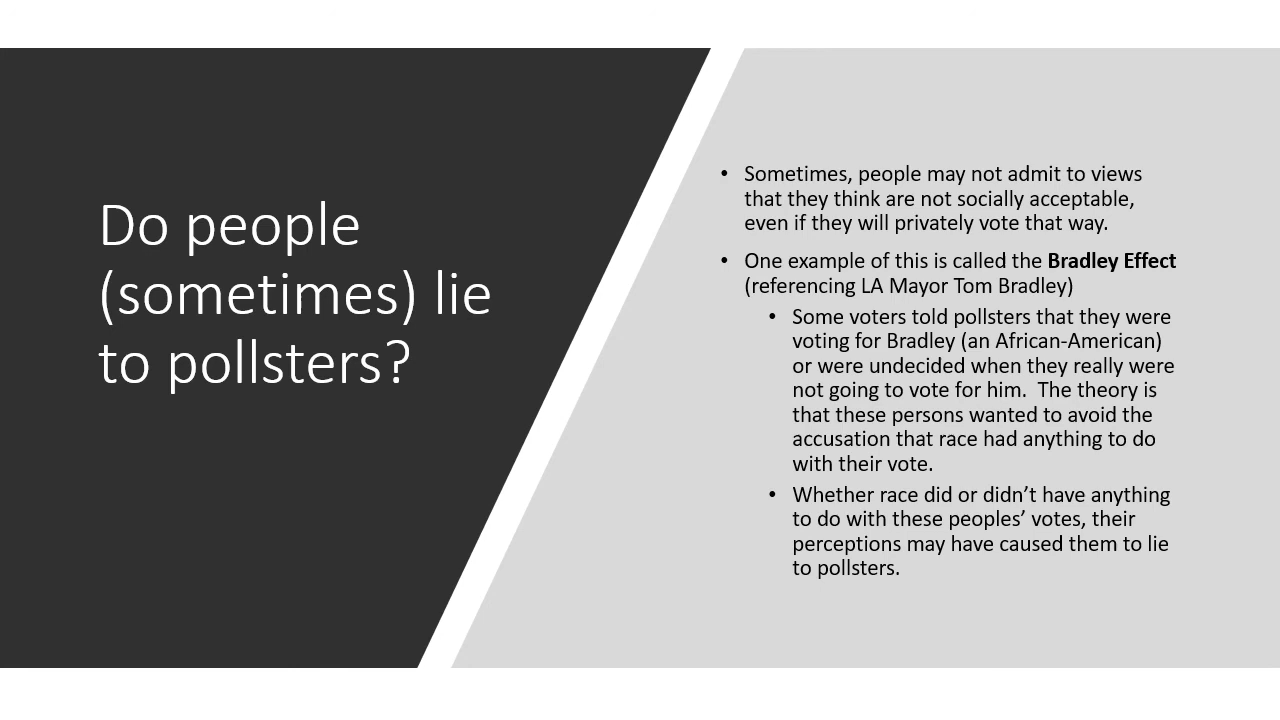 Do people
(sometimes) lie
to pollsters?
• Sometimes, people may not admit to views
that they think are not socially acceptable,
even if they will privately vote that way.
• One example of this is called the Bradley Effect
(referencing LA Mayor Tom Bradley)
• Some voters told pollsters that they were
voting for Bradley (an African-American)
or were undecided when they really were
not going to vote for him.  The theory is
that these persons wanted to avoid the
accusation that race had anything to do
with their vote.
• Whether race did or didn’t have anything
to do with these peoples’ votes, their
perceptions may have caused them to lie
to pollsters.